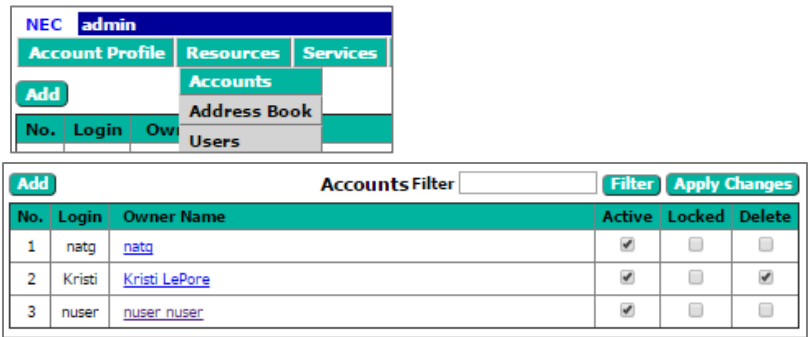 NEC admin
Account Profile Resources Services
Accounts
Add
Address Book
No. Login Ow
Users
Add Accounts Filter Filter Apply Changes
No. Login Owner Name Active Locked Delete
1 natg natg
2 Kristi Kristi LePore
3 nuser nuser nuser